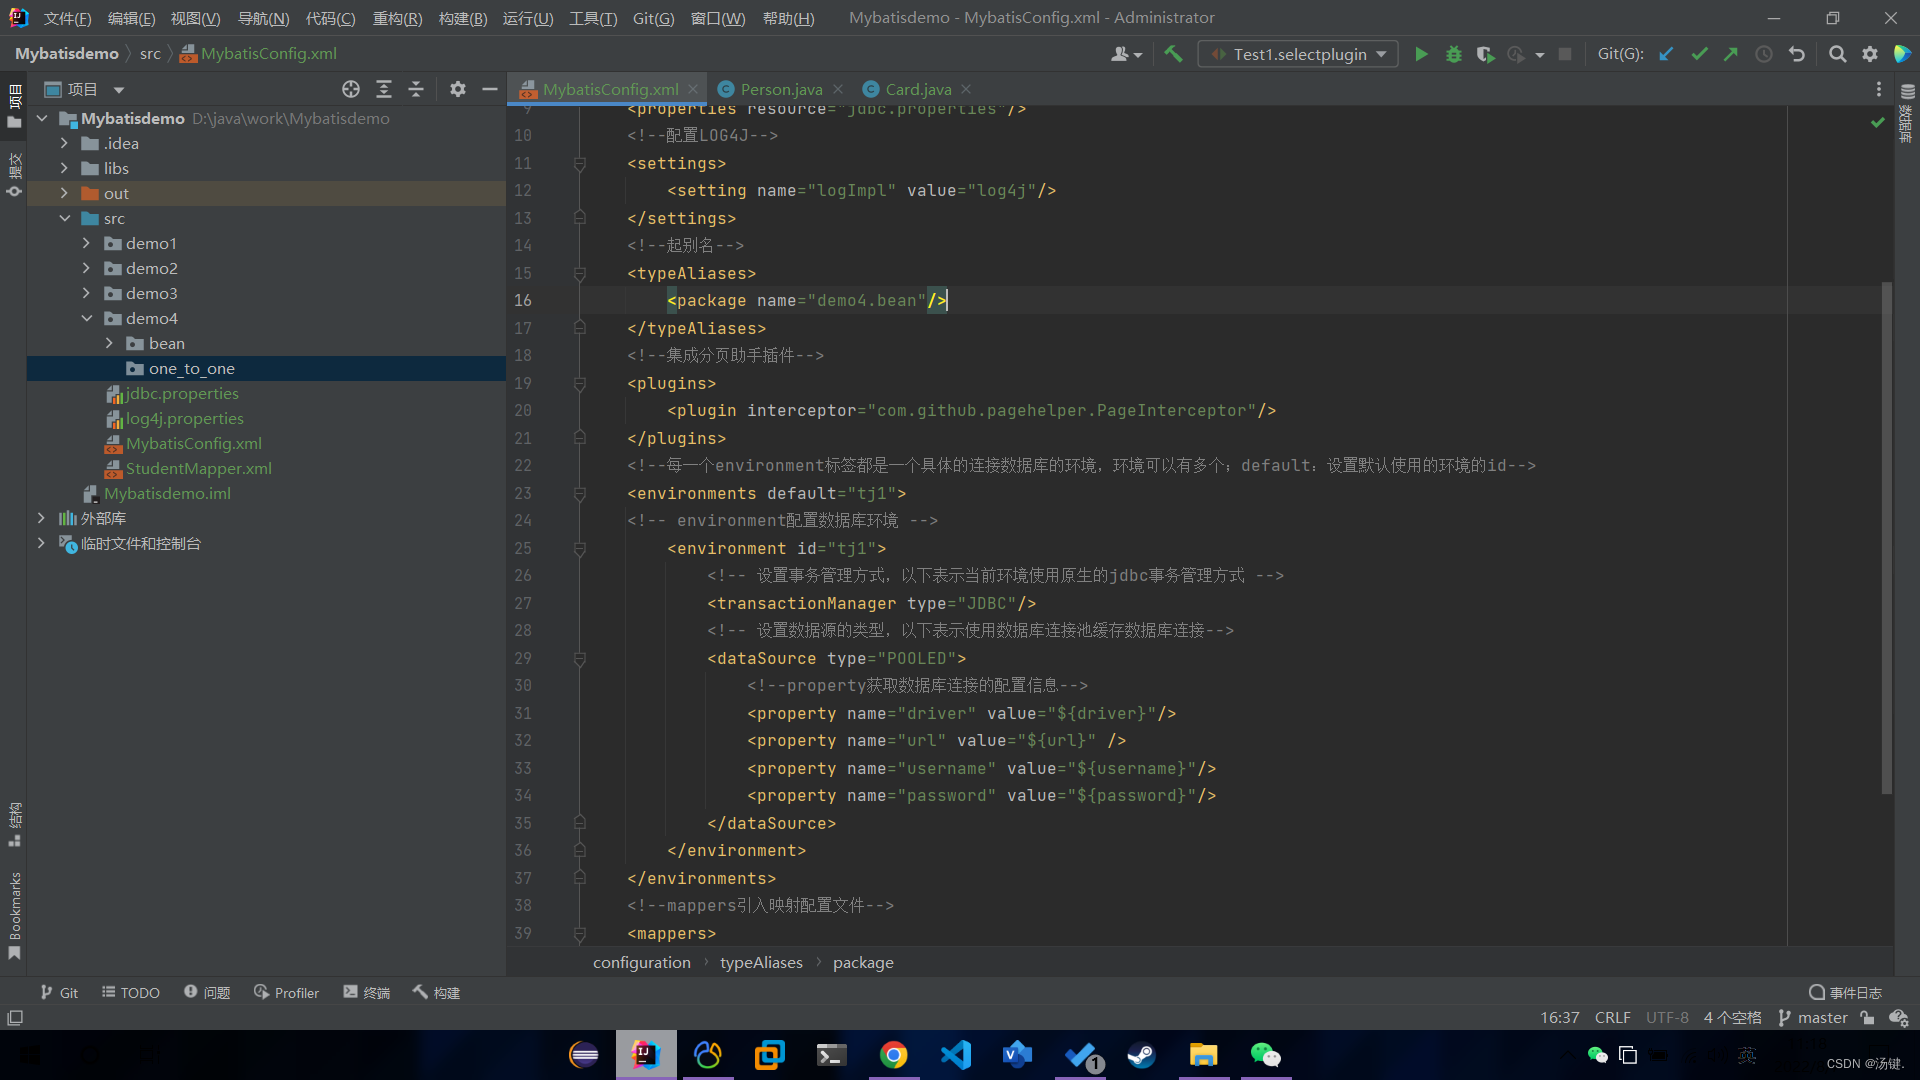 文件(F) 编辑(E) 视图(V) 导航(N) 代码(C) 重构(R) 构建(B) 运行(U) 工具(T) Git(G) 窗口(W) 帮助(H) Mybatisdemo - MybatisConfig.xml - Administrator
Mybatisdemo src MybatisConfig.xml Test1.selectplugin Git(G):
项目 MybatisConfig.xml Person.java Card.java
项目
提交
结构
Bookmarks
数据库
Mybatisdemo D:\java\work\Mybatisdemo
.idea
libs
out
src
demo1
demo2
demo3
demo4
bean
one_to_one
jdbc.properties
log4j.properties
MybatisConfig.xml
StudentMapper.xml
Mybatisdemo.iml
外部库
临时文件和控制台
9 <properties resource="jdbc.properties"/>
10 <!--配置LOG4J-->
11 <settings>
12 <setting name="logImpl" value="log4j"/>
13 </settings>
14 <!--起别名-->
15 <typeAliases>
16 <package name="demo4.bean"/>
17 </typeAliases>
18 <!--集成分页助手插件-->
19 <plugins>
20 <plugin interceptor="com.github.pagehelper.PageInterceptor"/>
21 </plugins>
22 <!--每一个environment标签都是一个具体的连接数据库的环境，环境可以有多个；default：设置默认使用的环境的id-->
23 <environments default="tj1">
24 <!-- environment配置数据库环境 -->
25 <environment id="tj1">
26 <!-- 设置事务管理方式，以下表示当前环境使用原生的jdbc事务管理方式 -->
27 <transactionManager type="JDBC"/>
28 <!-- 设置数据源的类型，以下表示使用数据库连接池缓存数据库连接-->
29 <dataSource type="POOLED">
30 <!--property获取数据库连接的配置信息-->
31 <property name="driver" value="${driver}"/>
32 <property name="url" value="${url}" />
33 <property name="username" value="${username}"/>
34 <property name="password" value="${password}"/>
35 </dataSource>
36 </environment>
37 </environments>
38 <!--mappers引入映射配置文件-->
39 <mappers>
configuration typeAliases package
Git TODO 问题 Profiler 终端 构建 事件日志
16:37 CRLF UTF-8 4 个空格 master
1
英
CSDN @汤键.